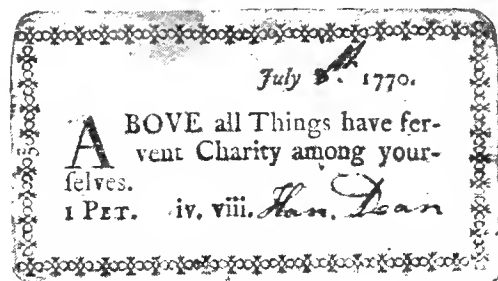 July 1770.
ABOVE all Things have fer-
vent Charity among your-
ſelves.
1 PET. iv. viii. Han. Dean